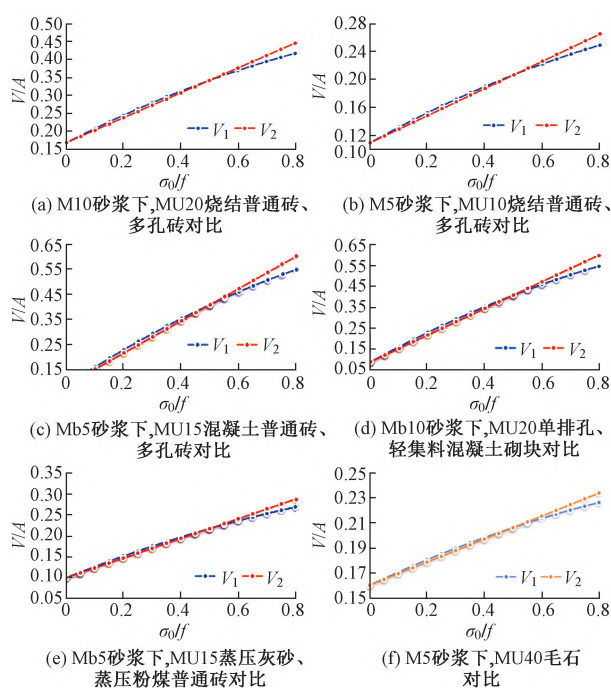 0.50
0.45
0.40
0.35
0.30
0.25
0.20
0.15
V/A
V₁ V₂
0 0.2 0.4 0.6 0.8
σ₀/f
(a) M10砂浆下,MU20烧结普通砖、
多孔砖对比
0.28
0.24
0.20
0.16
0.12
0.10
V/A
V₁ V₂
0 0.2 0.4 0.6 0.8
σ₀/f
(b) M5砂浆下,MU10烧结普通砖、
多孔砖对比
0.65
0.55
0.45
0.35
0.25
0.15
V/A
V₁ V₂
0 0.2 0.4 0.6 0.8
σ₀/f
(c) Mb5砂浆下,MU15混凝土普通砖、
多孔砖对比
0.65
0.55
0.45
0.35
0.25
0.15
0.05
V/A
V₁ V₂
0 0.2 0.4 0.6 0.8
σ₀/f
(d) Mb10砂浆下,MU20单排孔、
轻集料混凝土砌块对比
0.35
0.30
0.25
0.20
0.15
0.10
0.05
V/A
V₁ V₂
0 0.2 0.4 0.6 0.8
σ₀/f
(e) Mb5砂浆下,MU15蒸压灰砂、
蒸压粉煤普通砖对比
0.25
0.23
0.21
0.19
0.17
0.15
V/A
V₁ V₂
0 0.2 0.4 0.6 0.8
σ₀/f
(f) M5砂浆下,MU40毛石
对比